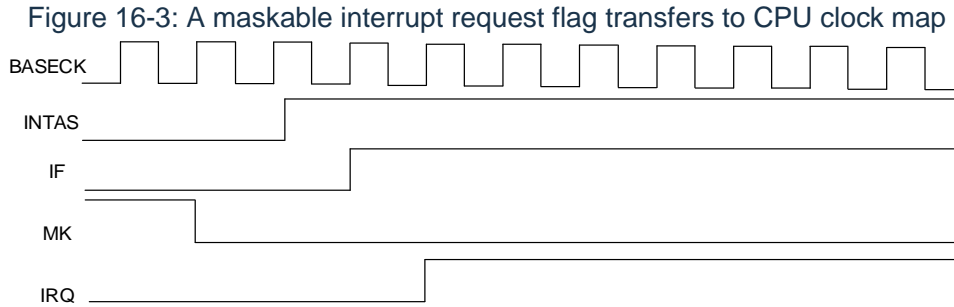 Figure 16-3: A maskable interrupt request flag transfers to CPU clock map
BASECK
INTAS
IF
MK
IRQ